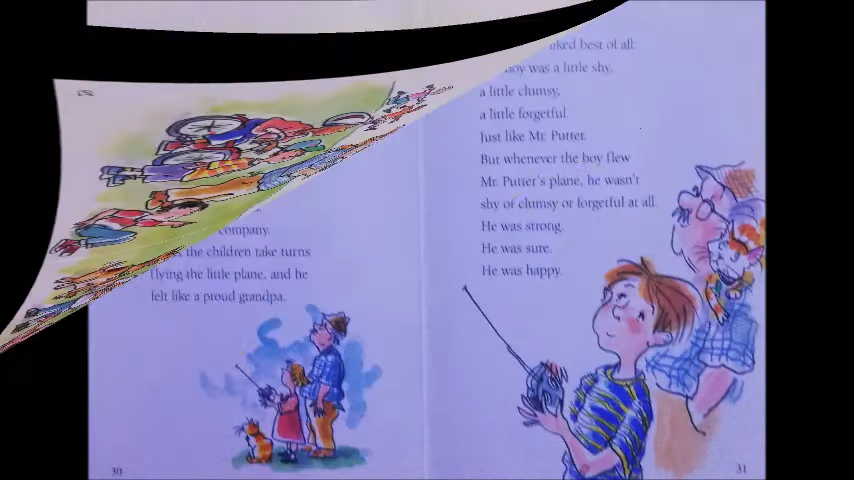 company.
the children take turns
flying the little plane, and he
felt like a proud grandpa.
30
best of all:
boy was a little shy,
a little clumsy,
a little forgetful.
Just like Mr. Putter.
But whenever the boy flew
Mr. Putter's plane, he wasn't
shy or clumsy or forgetful at all.
He was strong.
He was sure.
He was happy.
31